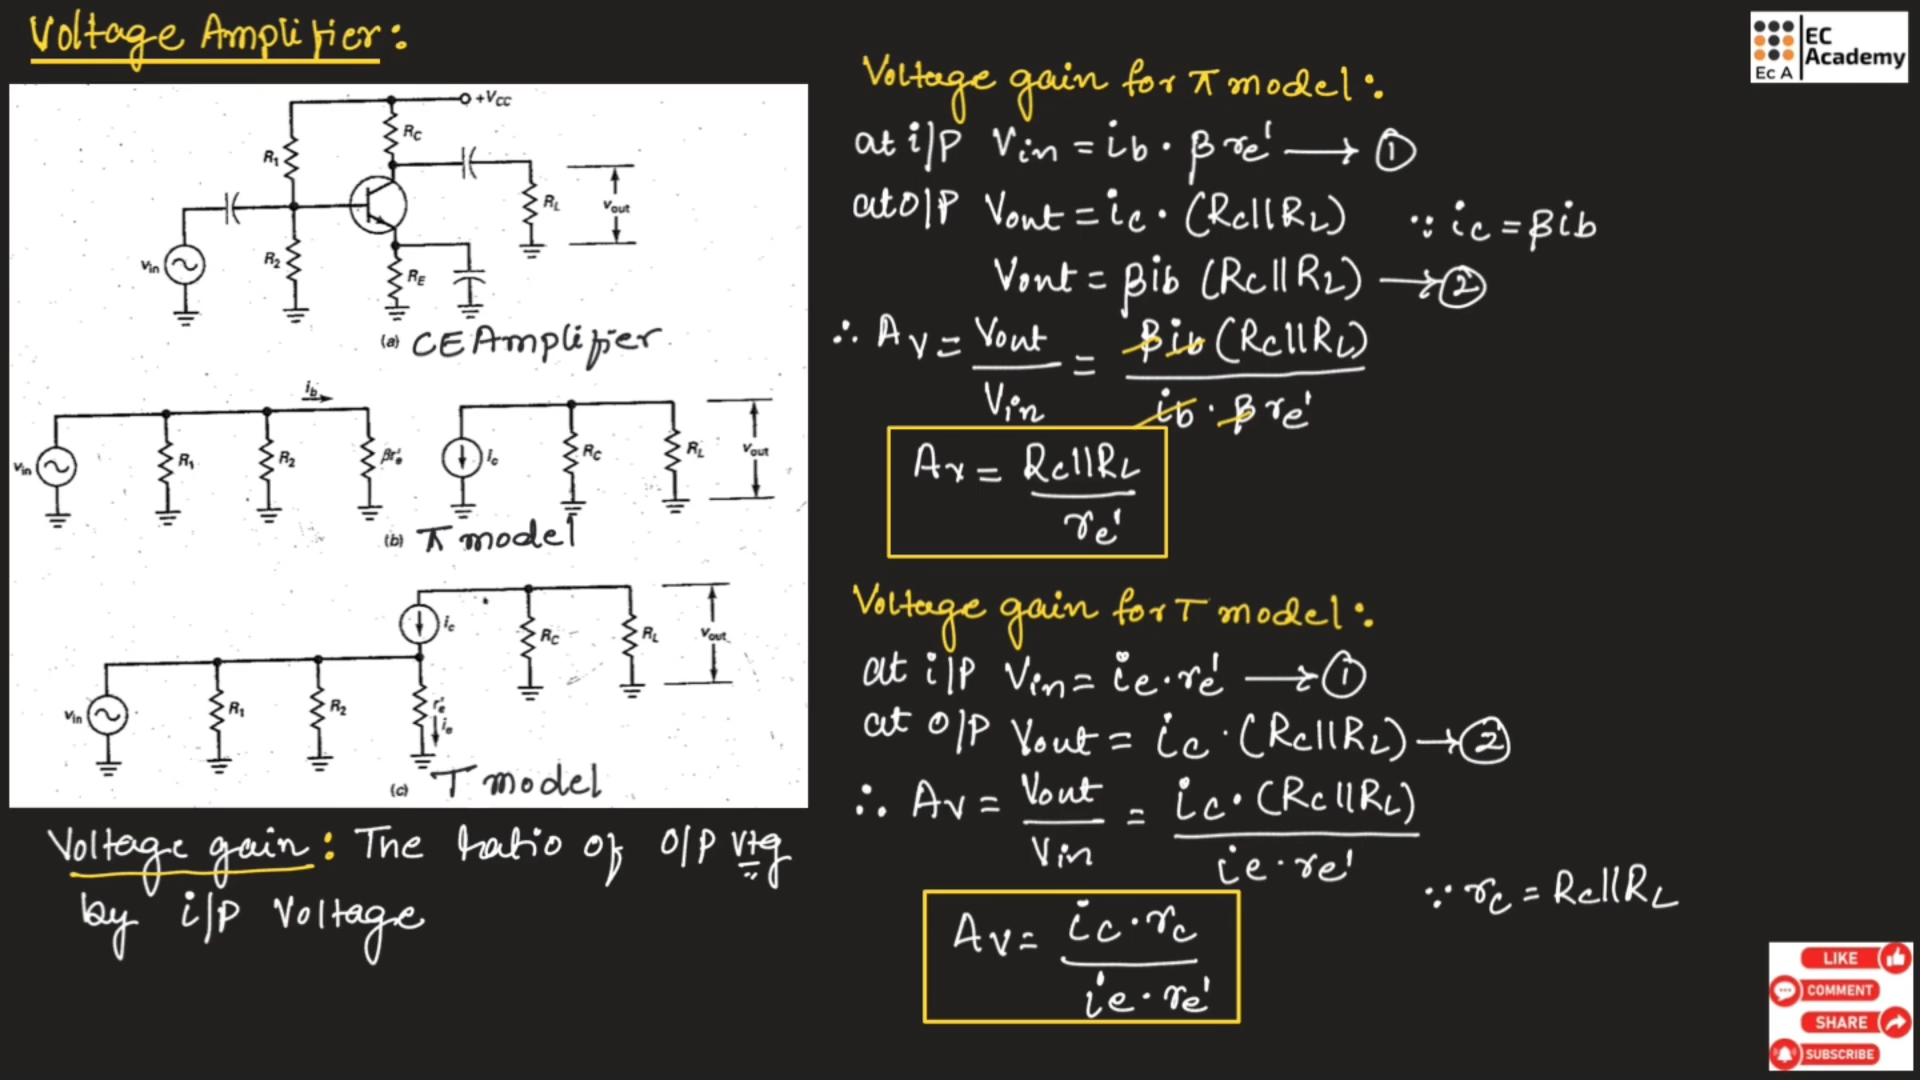 Voltage Amplifier:
+VCC
RC
R1
RL
vout
vin
R2
RE
(a) CE Amplifier
ib
vin
R1
R2
βr'e
ic
RC
RL
vout
(b) π model
ic
RC
RL
vout
vin
R1
R2
r'e
ie
(c) T model
Voltage gain: The ratio of O/P Vtg
by i/P Voltage
Voltage gain for π model:
at i/P Vin = ib · βre' → ①
at O/P Vout = ic · (Rc||RL) ∵ ic = βib
Vout = βib (Rc||RL) → ②
∴ Av = Vout/Vin = βib (Rc||RL)/ib · βre'
Av = Rc||RL/re'
Voltage gain for T model:
at i/P Vin = ie · re' → ①
at O/P Vout = ic · (Rc||RL) → ②
∴ Av = Vout/Vin = ic · (Rc||RL)/ie · re'
∵ rc = Rc||RL
Av = ic · rc/ie · re'
EC
Academy
Ec A
LIKE
COMMENT
SHARE
SUBSCRIBE